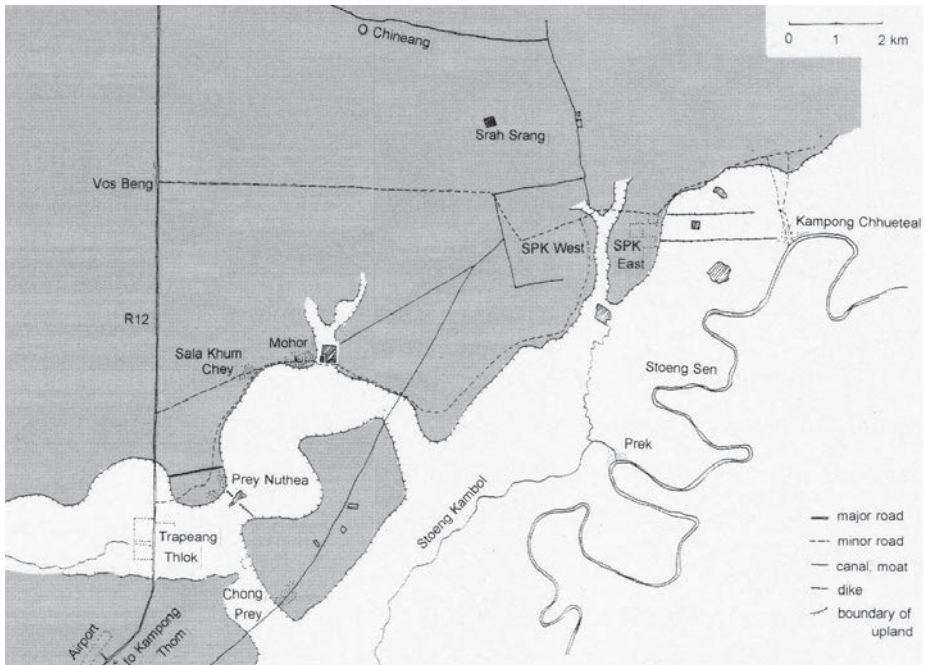 0 1 2 km
O Chineang
Srah Srang
Vos Beng
Kampong Chhueteal
SPK West
SPK
East
R12
Mohor
Sala Khum
Chey
Stoeng Sen
Prek
Prey Nuthea
Stoeng Kambol
Trapeang
Thlok
Chong
Prey
Airport
to Kampong
Thom
major road
minor road
canal, moat
dike
boundary of
upland